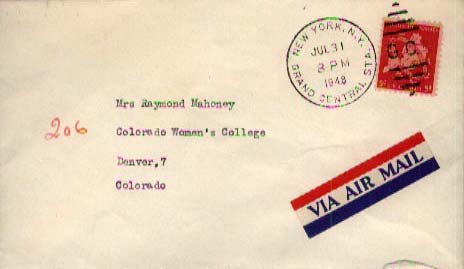 NEW YORK, N.Y.
GRAND CENTRAL STA.
JUL 31
8 PM
1948
Mrs Raymond Mahoney
206
Colorado Women's College
Denver,7
Colorado
VIA AIR MAIL